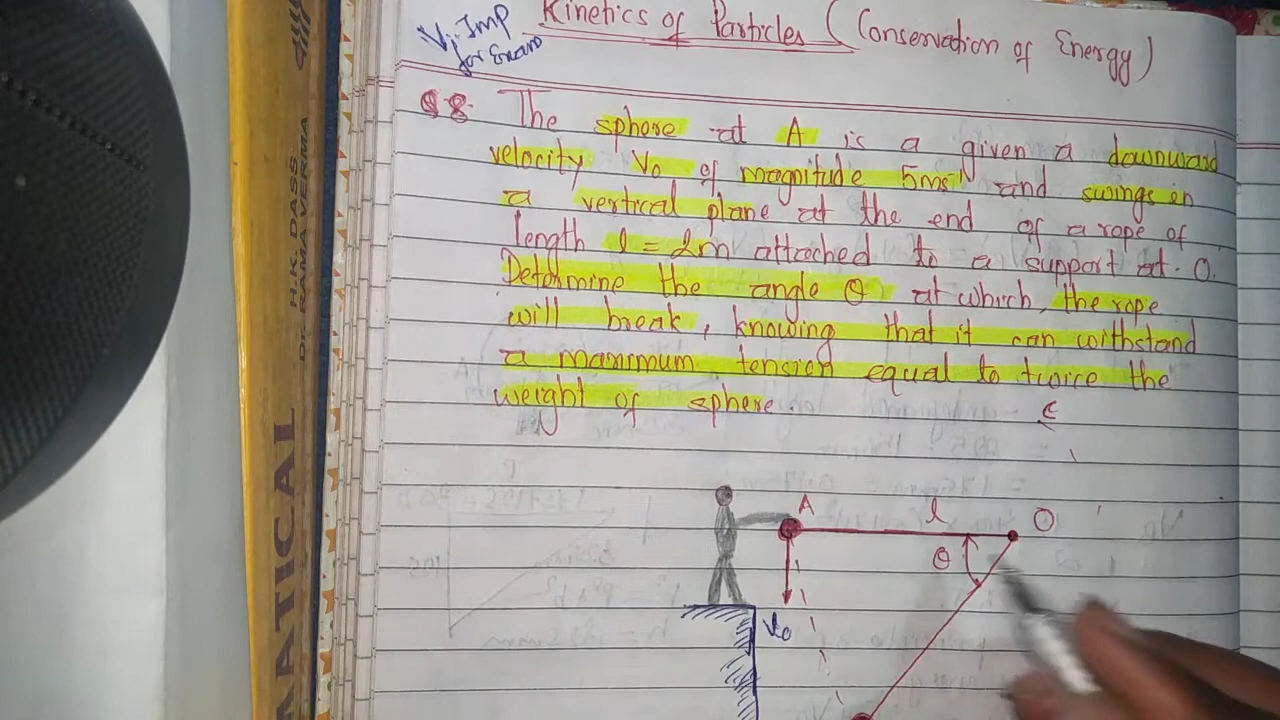 V.Imp
for Exam
Kinetics of Particles (Conservation of Energy)
Q8. The sphere at A is a given a downward
velocity V₀ of magnitude 5ms⁻¹ and swings in
a vertical plane at the end of a rope of
length l = 2m attached to a support at O.
Determine the angle θ at which, the rope
will break, knowing that it can withstand
a maximum tension equal to twice the
weight of sphere.
A
l
O
θ
V₀
H.K. DASS
Dr. RAMA VERMA
MATICAL